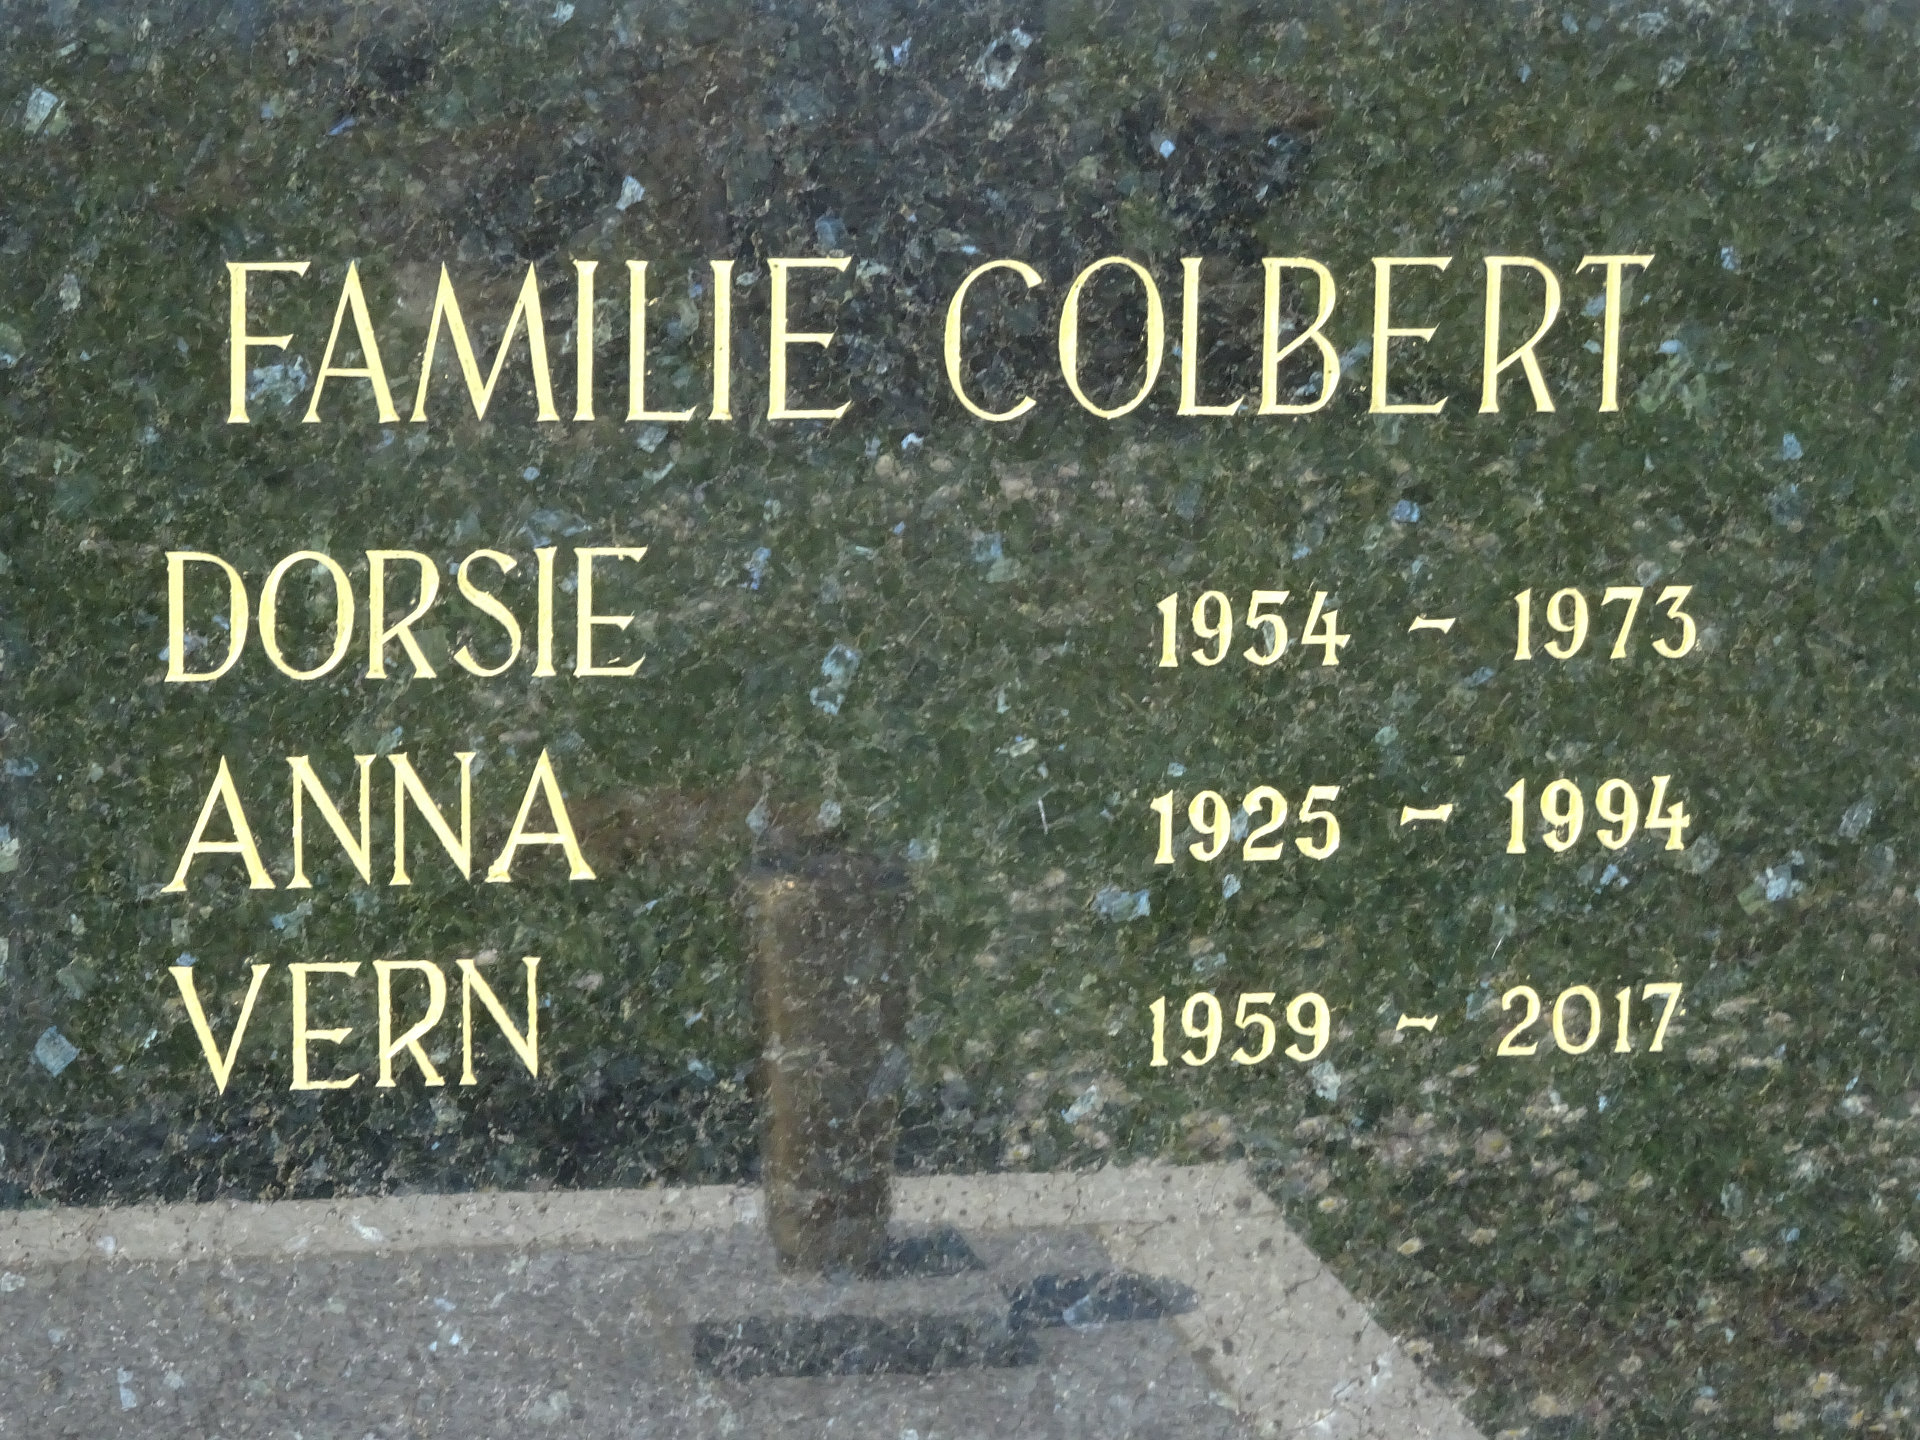 FAMILIE COLBERT
DORSIE 1954 - 1973
ANNA 1925 - 1994
VERN 1959 - 2017